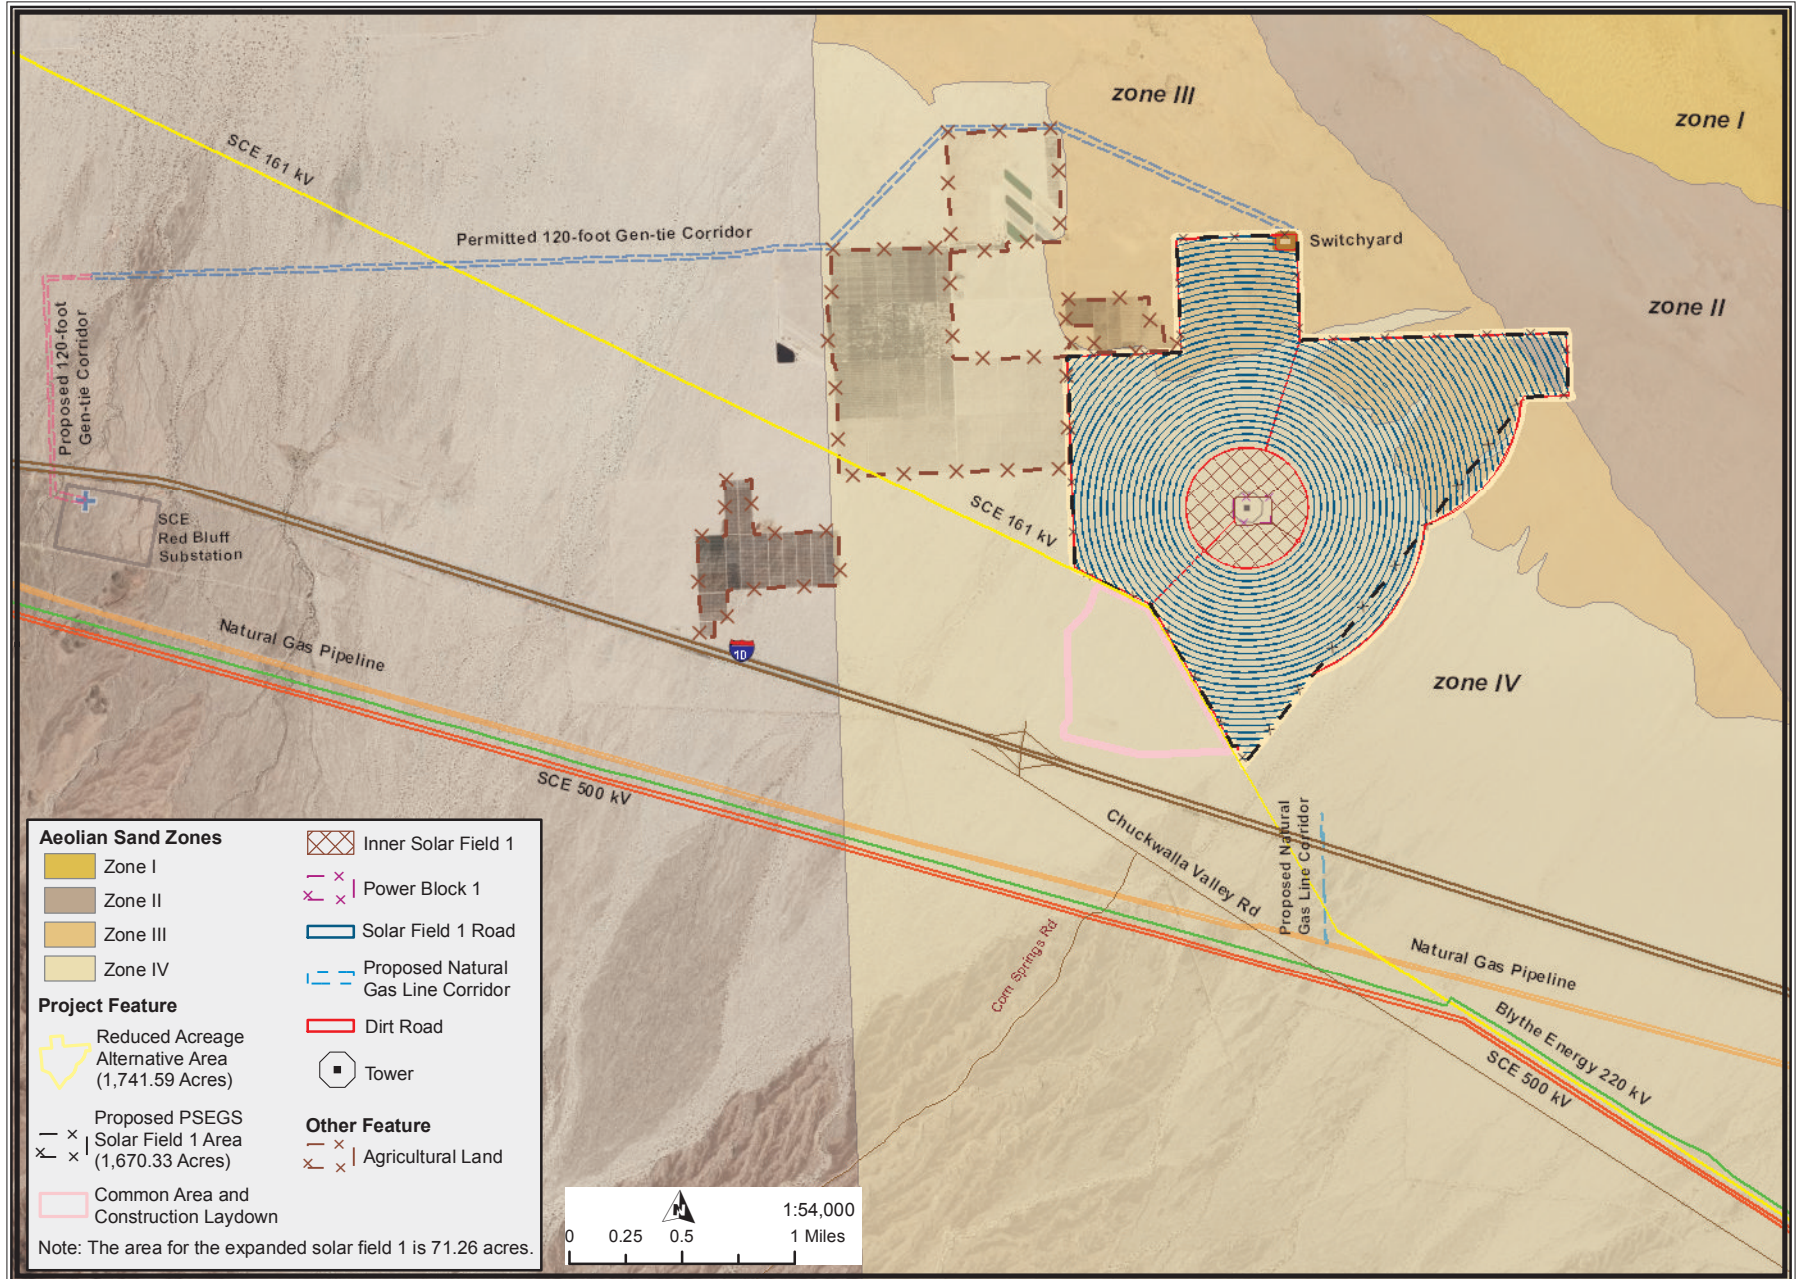 zone III
zone I
SCE 161 kV
Permitted 120-foot Gen-tie Corridor
Switchyard
zone II
Proposed 120-foot
Gen-tie Corridor
SCE 161 kV
SCE
Red Bluff
Substation
Natural Gas Pipeline
10
zone IV
SCE 500 kV
Chuckwalla Valley Rd
Proposed Natural
Gas Line Corridor
Corn Springs Rd
Natural Gas Pipeline
Blythe Energy 220 kV
SCE 500 kV
Aeolian Sand Zones
Zone I
Zone II
Zone III
Zone IV
Project Feature
Reduced Acreage
Alternative Area
(1,741.59 Acres)
Proposed PSEGS
Solar Field 1 Area
(1,670.33 Acres)
Common Area and
Construction Laydown
Inner Solar Field 1
Power Block 1
Solar Field 1 Road
Proposed Natural
Gas Line Corridor
Dirt Road
Tower
Other Feature
Agricultural Land
Note: The area for the expanded solar field 1 is 71.26 acres.
N
1:54,000
0 0.25 0.5 1 Miles